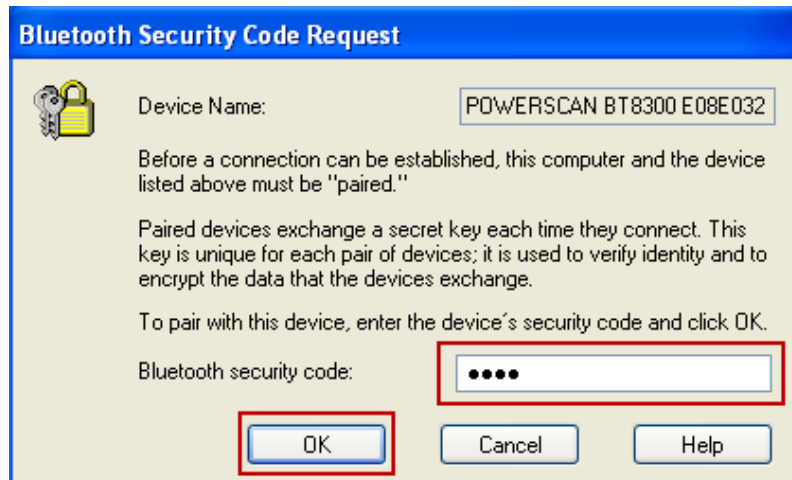 Bluetooth Security Code Request
Device Name: POWERSCAN BT8300 E08E032
Before a connection can be established, this computer and the device
listed above must be "paired."
Paired devices exchange a secret key each time they connect. This
key is unique for each pair of devices; it is used to verify identity and to
encrypt the data that the devices exchange.
To pair with this device, enter the device´s security code and click OK.
Bluetooth security code: ●●●●
OK Cancel Help